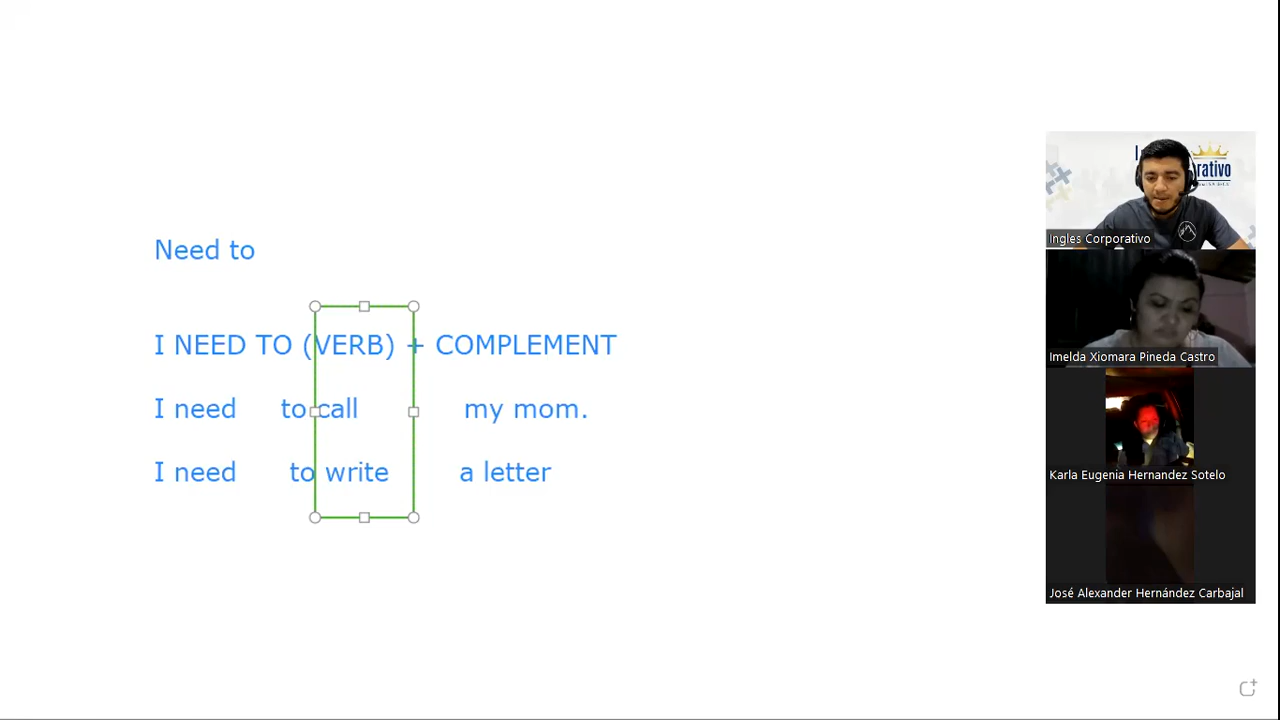 Need to
I NEED TO (VERB) + COMPLEMENT
I need to call my mom.
I need to write a letter
rativo
Ingles Corporativo
Imelda Xiomara Pineda Castro
Karla Eugenia Hernandez Sotelo
José Alexander Hernández Carbajal